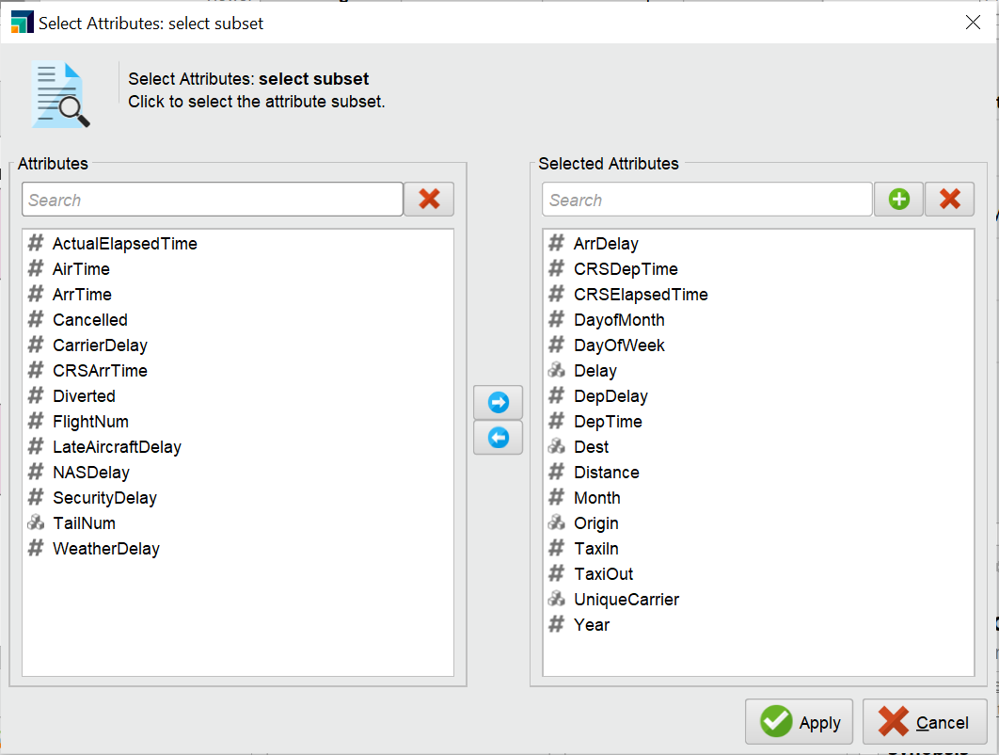 Select Attributes: select subset
Select Attributes: select subset
Click to select the attribute subset.
Attributes
Search
ActualElapsedTime
AirTime
ArrTime
Cancelled
CarrierDelay
CRSArrTime
Diverted
FlightNum
LateAircraftDelay
NASDelay
SecurityDelay
TailNum
WeatherDelay
Selected Attributes
Search
ArrDelay
CRSDepTime
CRSElapsedTime
DayofMonth
DayOfWeek
Delay
DepDelay
DepTime
Dest
Distance
Month
Origin
TaxiIn
TaxiOut
UniqueCarrier
Year
Apply
Cancel